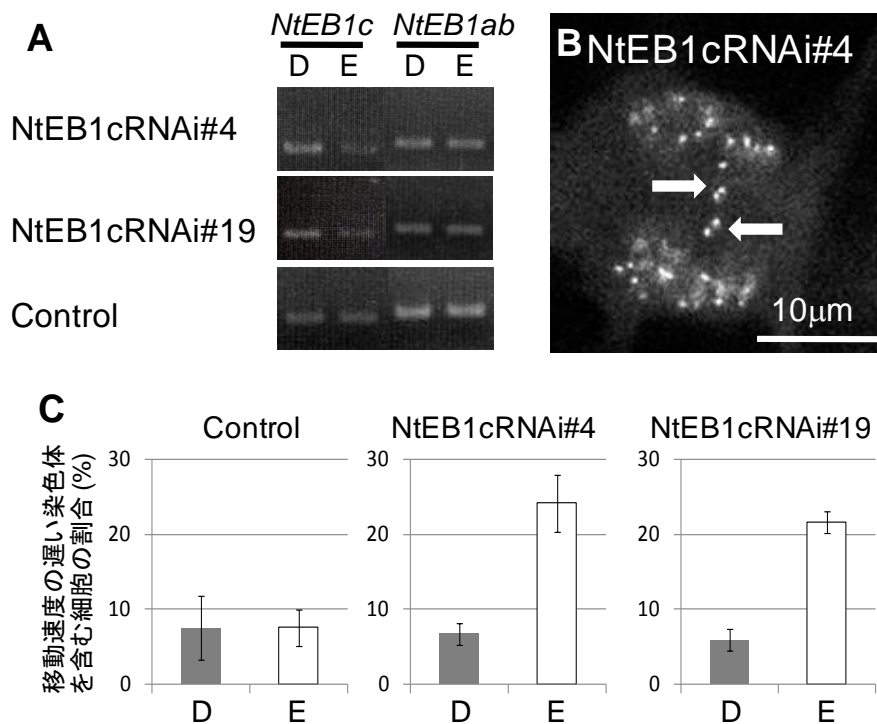 A
NtEB1c NtEB1ab
D E D E
NtEB1cRNAi#4
NtEB1cRNAi#19
Control
B NtEB1cRNAi#4
10μm
C
移動速度の遅い染色体
を含む細胞の割合(%)
Control
30
20
10
0
D E
NtEB1cRNAi#4
30
20
10
0
D E
NtEB1cRNAi#19
30
20
10
0
D E